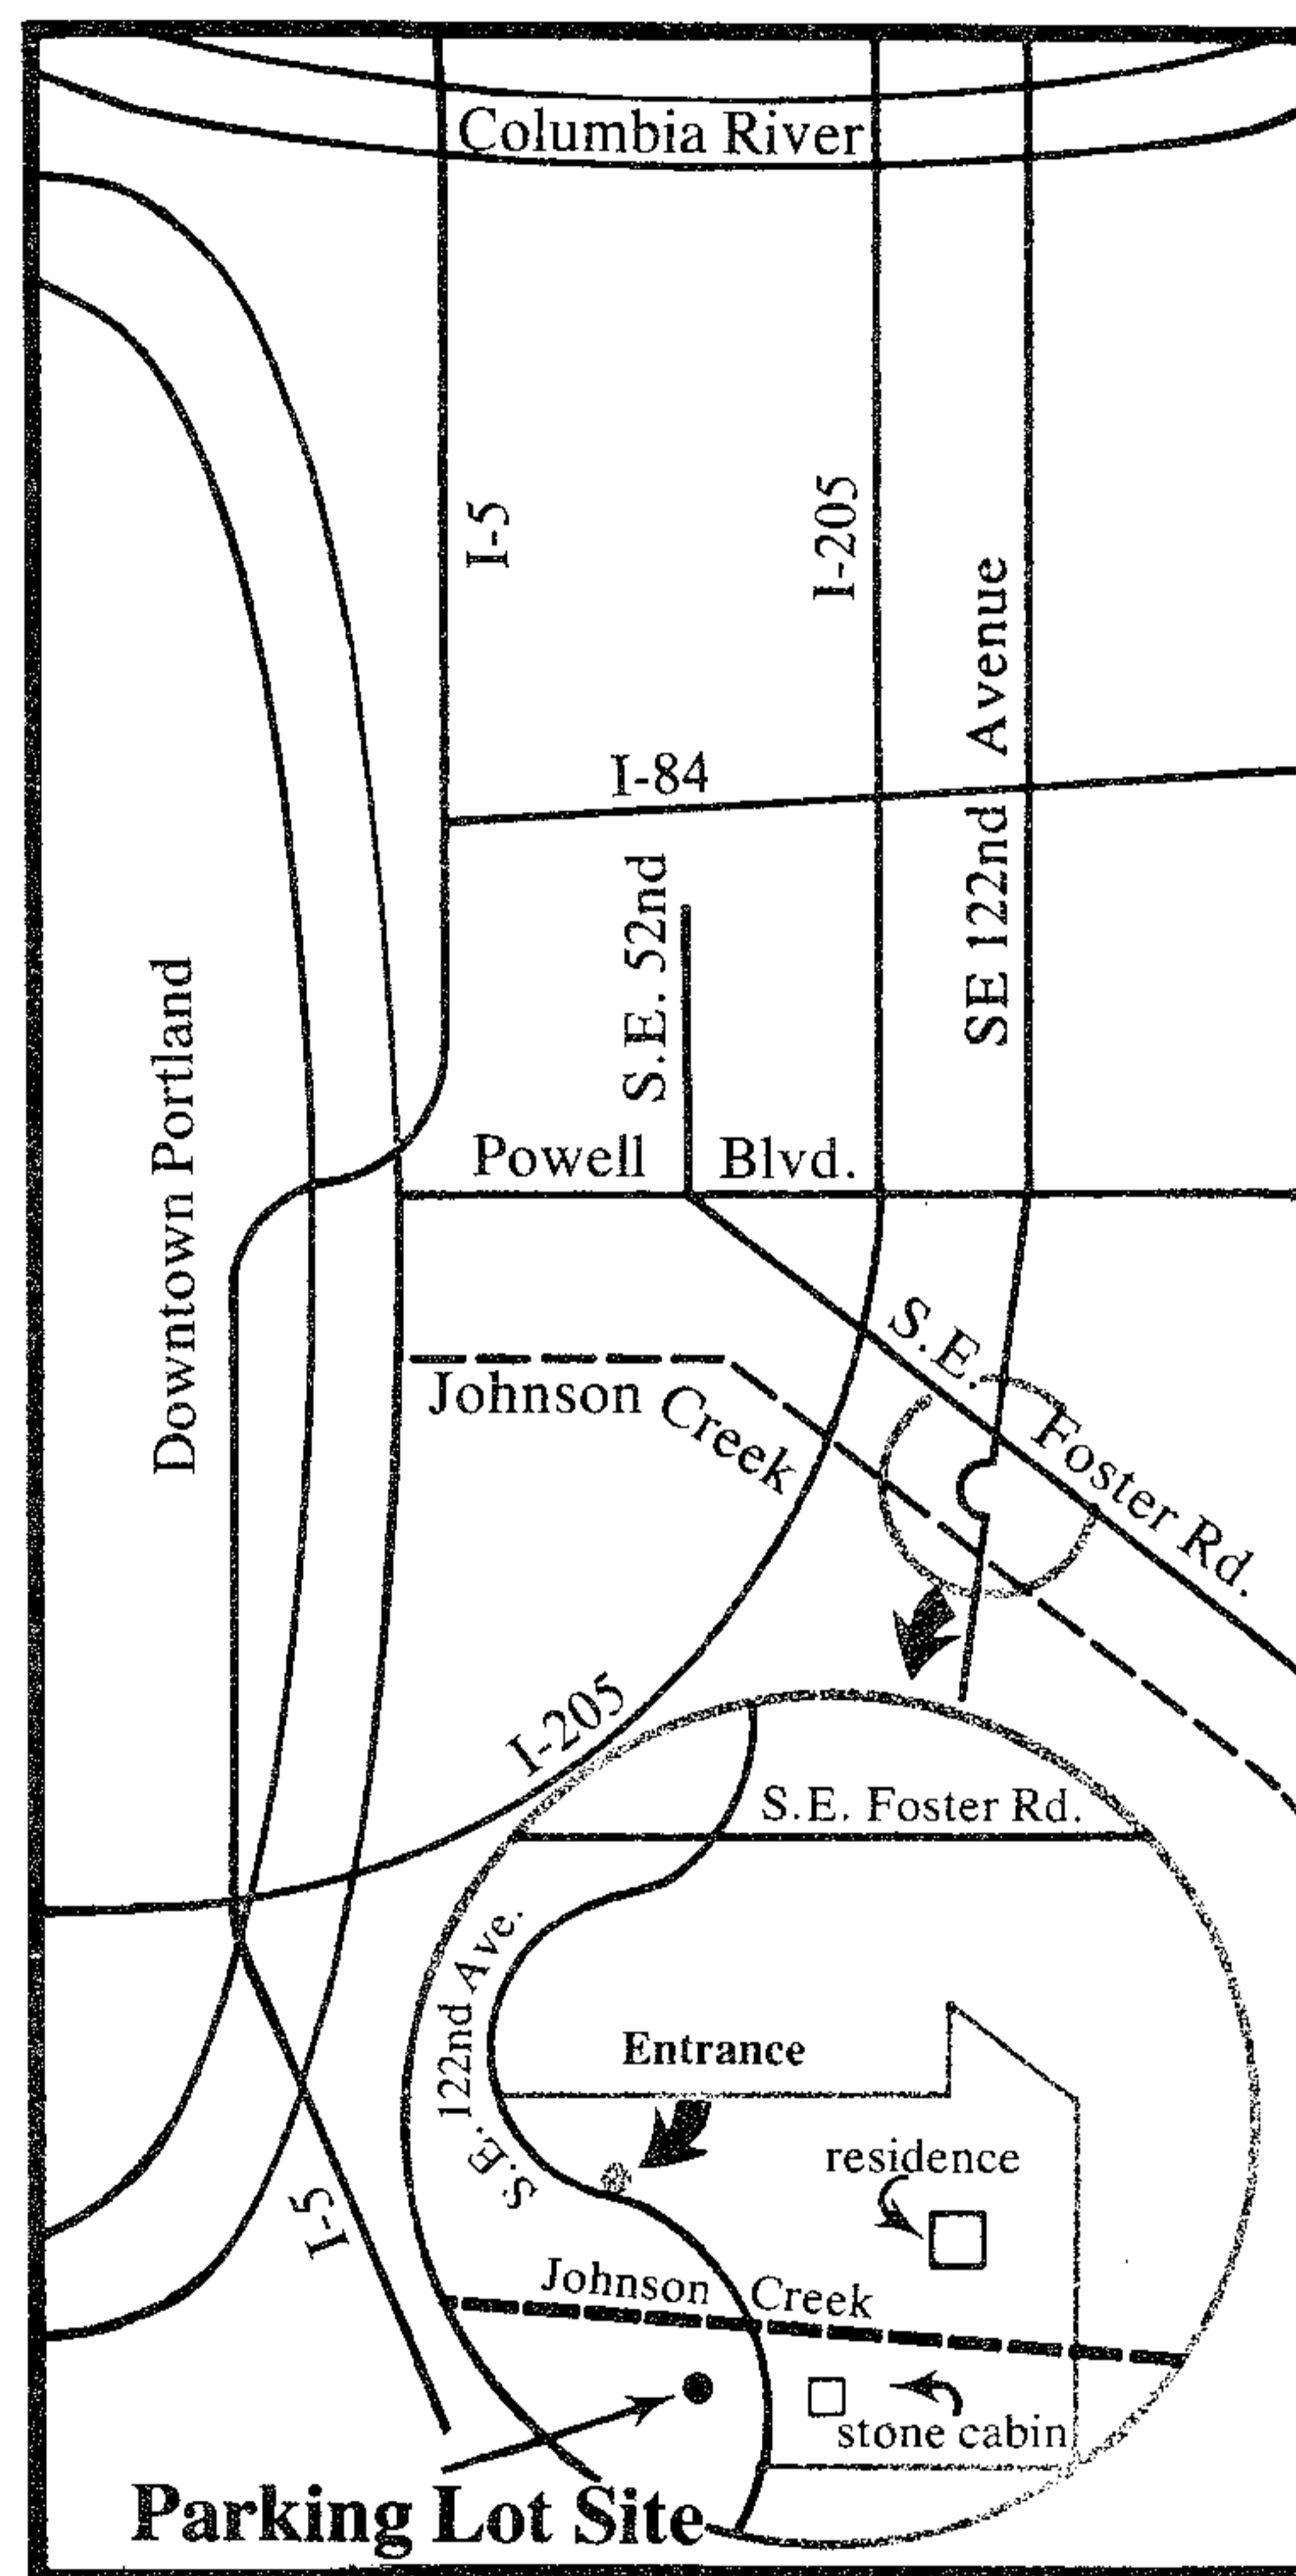 Columbia River
I-5
I-205
SE 122nd Avenue
I-84
S.E. 52nd
Downtown Portland
Powell Blvd.
S.E. Foster Rd.
Johnson Creek
I-205
S.E. Foster Rd.
S.E. 122nd Ave.
Entrance
residence
I-5
Johnson Creek
stone cabin
Parking Lot Site